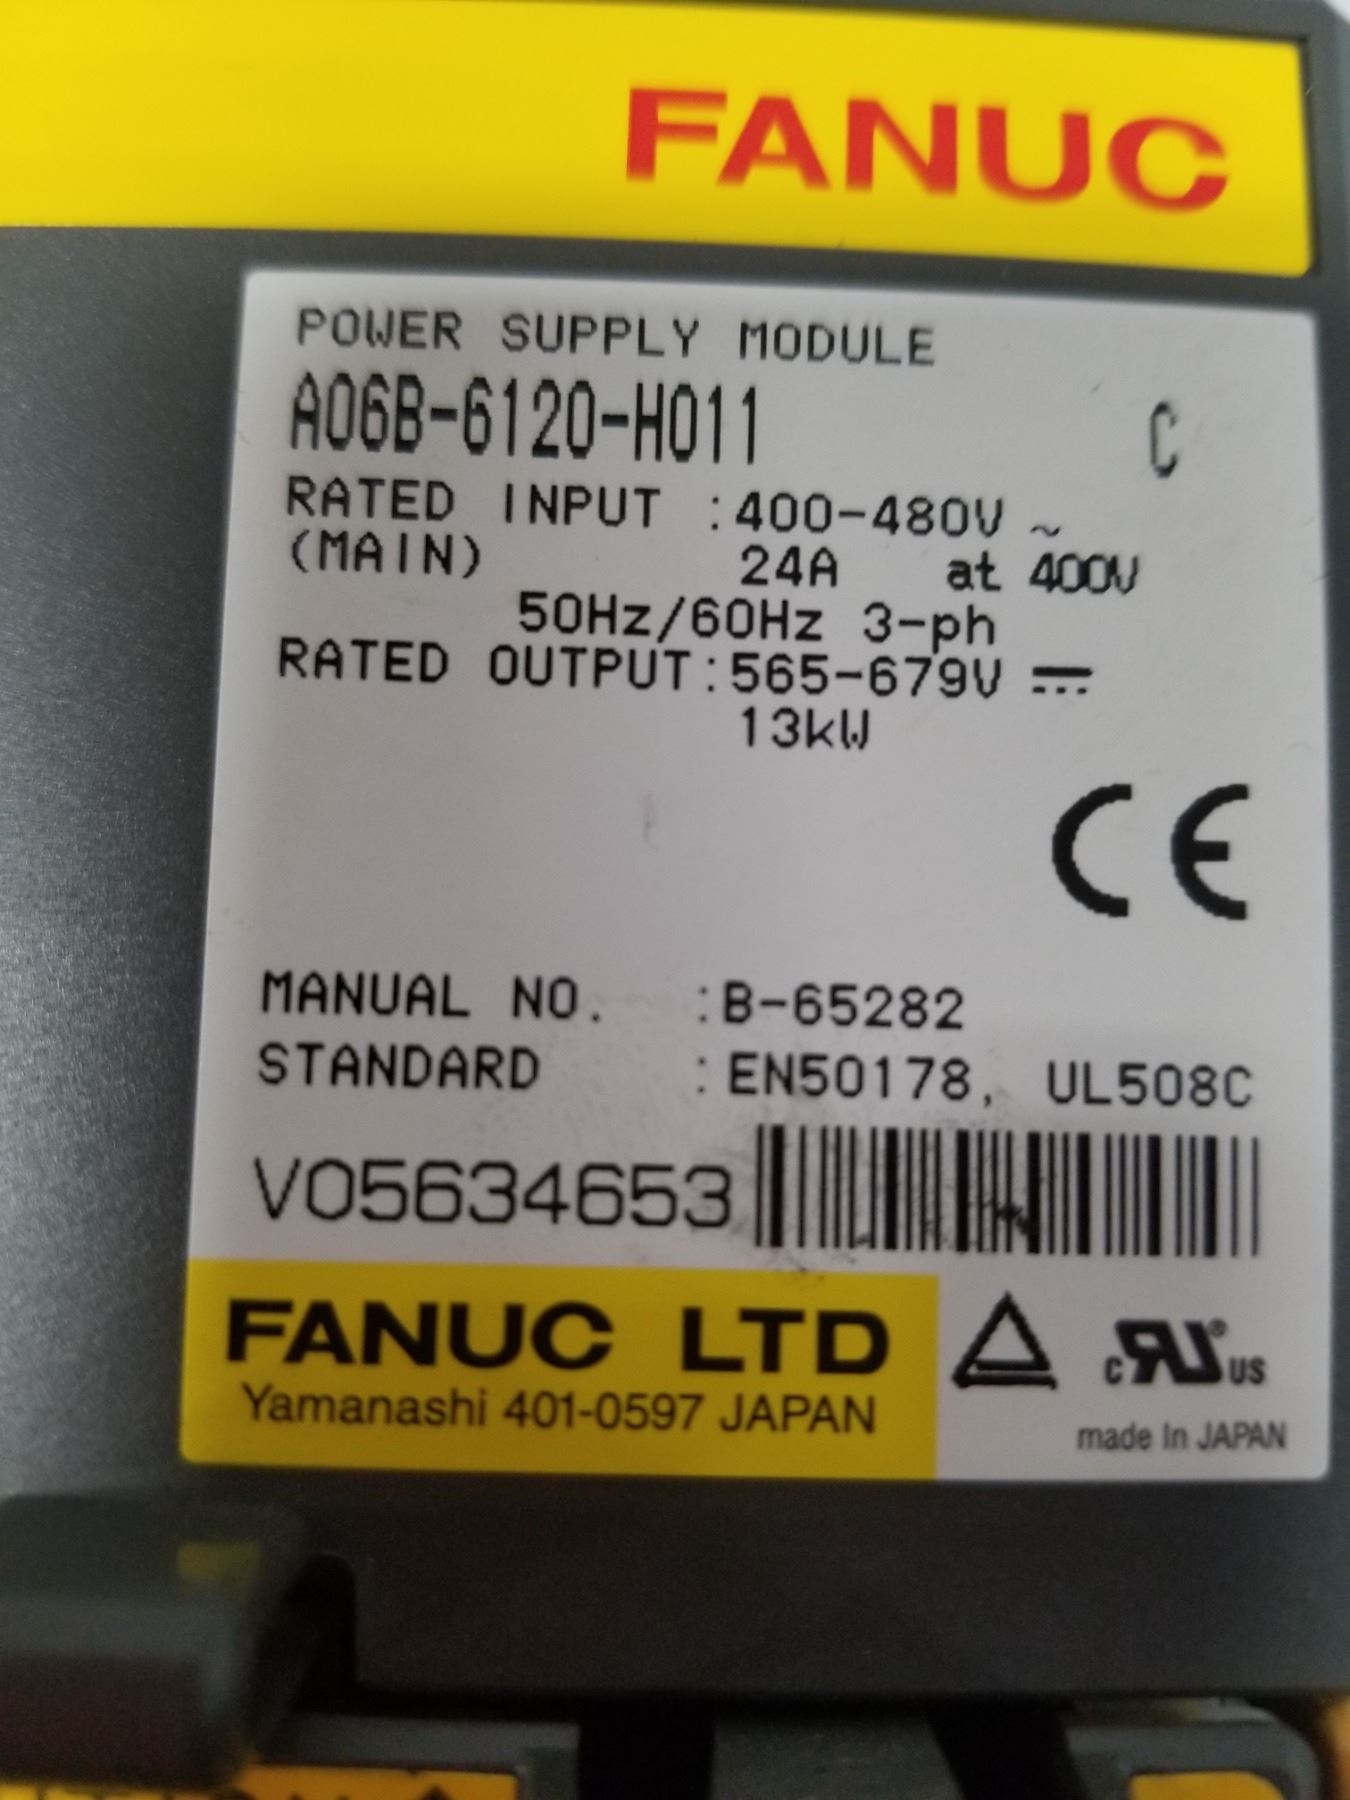 FANUC
POWER SUPPLY MODULE
A06B-6120-H011 C
RATED INPUT :400-480V ~
(MAIN) 24A at 400V
50Hz/60Hz 3-ph
RATED OUTPUT:565-679V ⎓
13kW
CE
MANUAL NO. :B-65282
STANDARD :EN50178, UL508C
V05634653
FANUC LTD
Yamanashi 401-0597 JAPAN
c RU® US
made In JAPAN